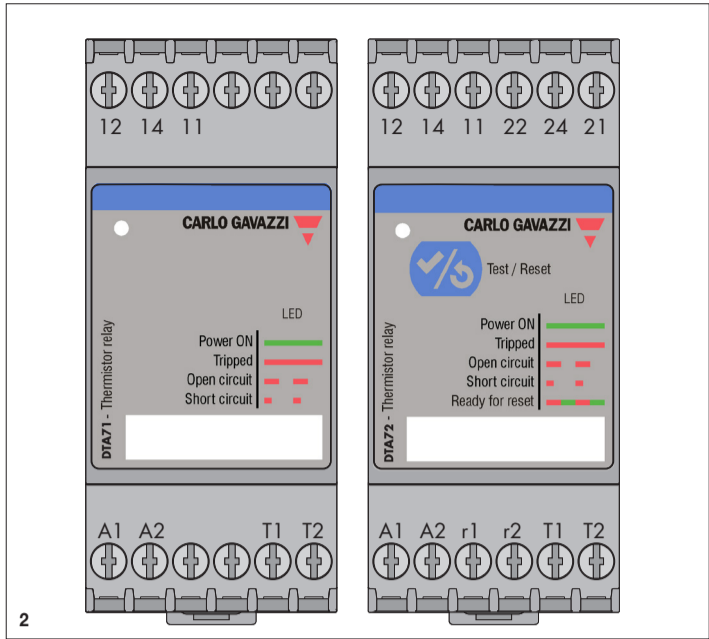 12 14 11
CARLO GAVAZZI
LED
Power ON
Tripped
Open circuit
Short circuit
DTA71 - Thermistor relay
A1 A2 T1 T2
12 14 11 22 24 21
CARLO GAVAZZI
Test / Reset
LED
Power ON
Tripped
Open circuit
Short circuit
Ready for reset
DTA72 - Thermistor relay
A1 A2 r1 r2 T1 T2
2